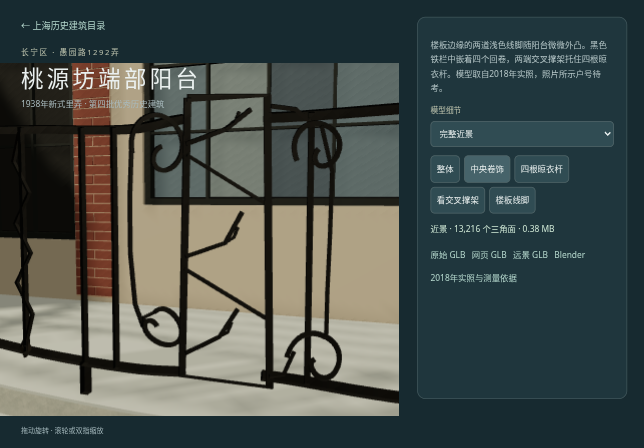 ← 上海历史建筑目录
长宁区 · 愚园路1292弄
桃源坊端部阳台
1938年新式里弄 · 第四批优秀历史建筑
拖动旋转 · 滚轮或双指缩放
楼板边缘的两道浅色线脚随阳台微微外凸。黑色
铁栏中嵌着四个回卷，两端交叉撑架托住四根晾
衣杆。模型取自2018年实照，照片所示户号待
考。
模型细节
完整近景
整体
中央卷饰
四根晾衣杆
看交叉撑架
楼板线脚
近景 · 13,216 个三角面 · 0.38 MB
原始 GLB 网页 GLB 远景 GLB Blender
2018年实照与测量依据